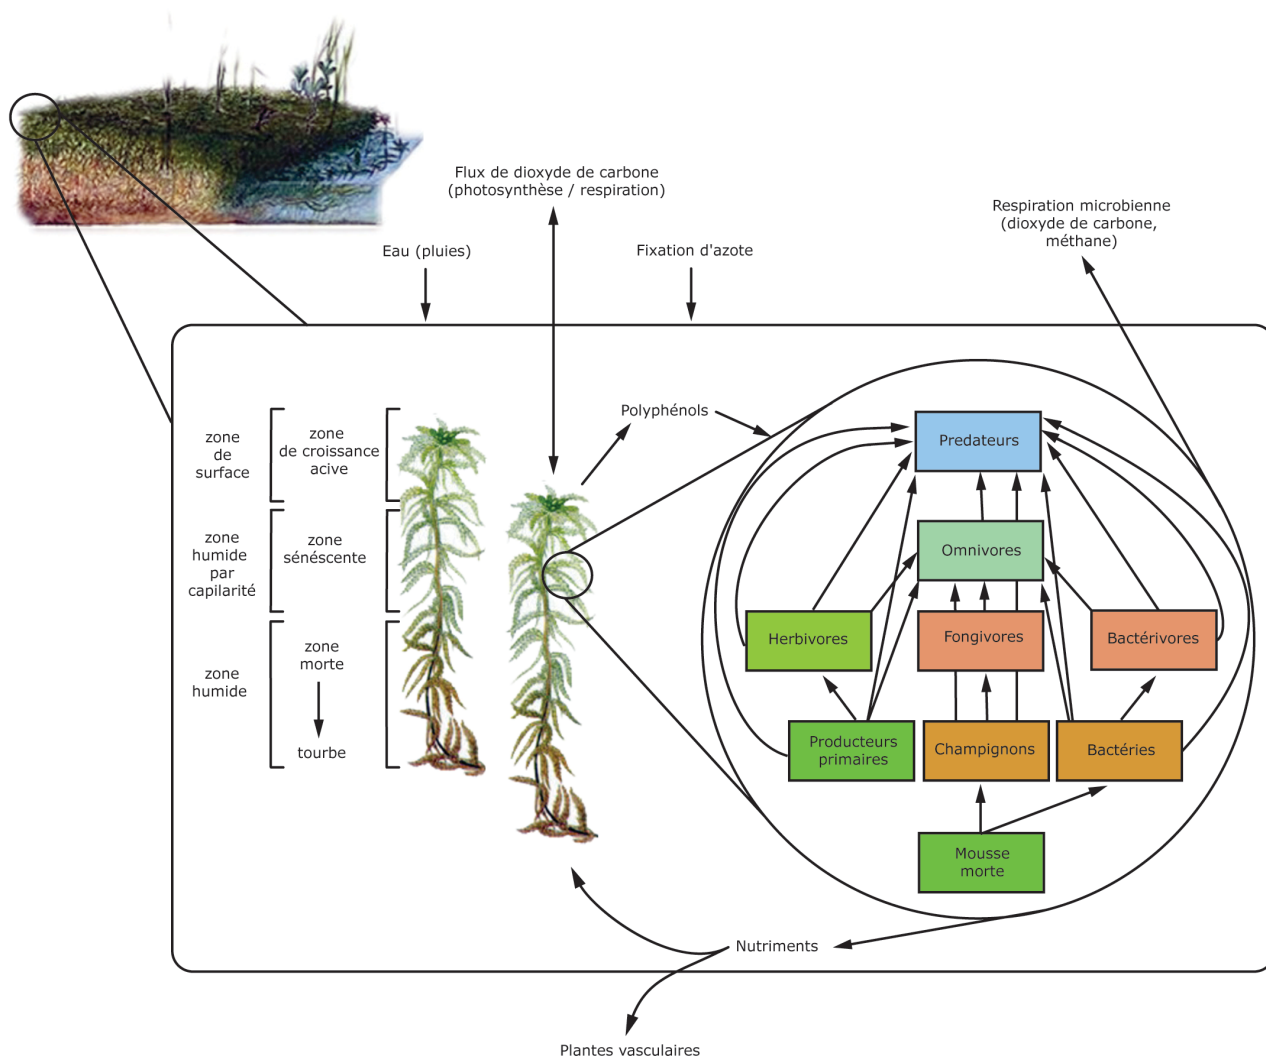 Flux de dioxyde de carbone
(photosynthèse / respiration)
Respiration microbienne
(dioxyde de carbone,
méthane)
Eau (pluies)
Fixation d'azote
Polyphénols
zone
de
surface
zone
de croissance
acive
zone
humide
par
capilarité
zone
sénéscente
zone
humide
zone
morte
tourbe
Predateurs
Omnivores
Herbivores
Fongivores
Bactérivores
Producteurs
primaires
Champignons
Bactéries
Mousse
morte
Nutriments
Plantes vasculaires